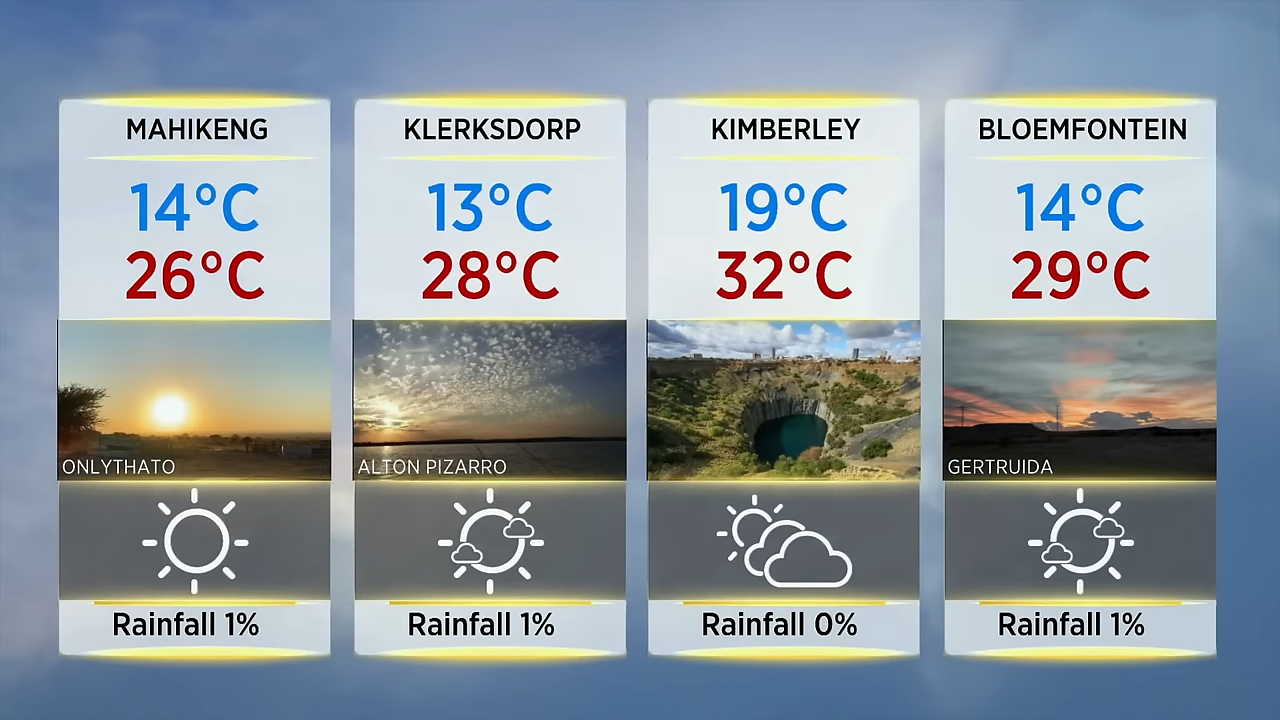 MAHIKENG
14°C
26°C
ONLYTHATO
Rainfall 1%
KLERKSDORP
13°C
28°C
ALTON PIZARRO
Rainfall 1%
KIMBERLEY
19°C
32°C
Rainfall 0%
BLOEMFONTEIN
14°C
29°C
GERTRUIDA
Rainfall 1%